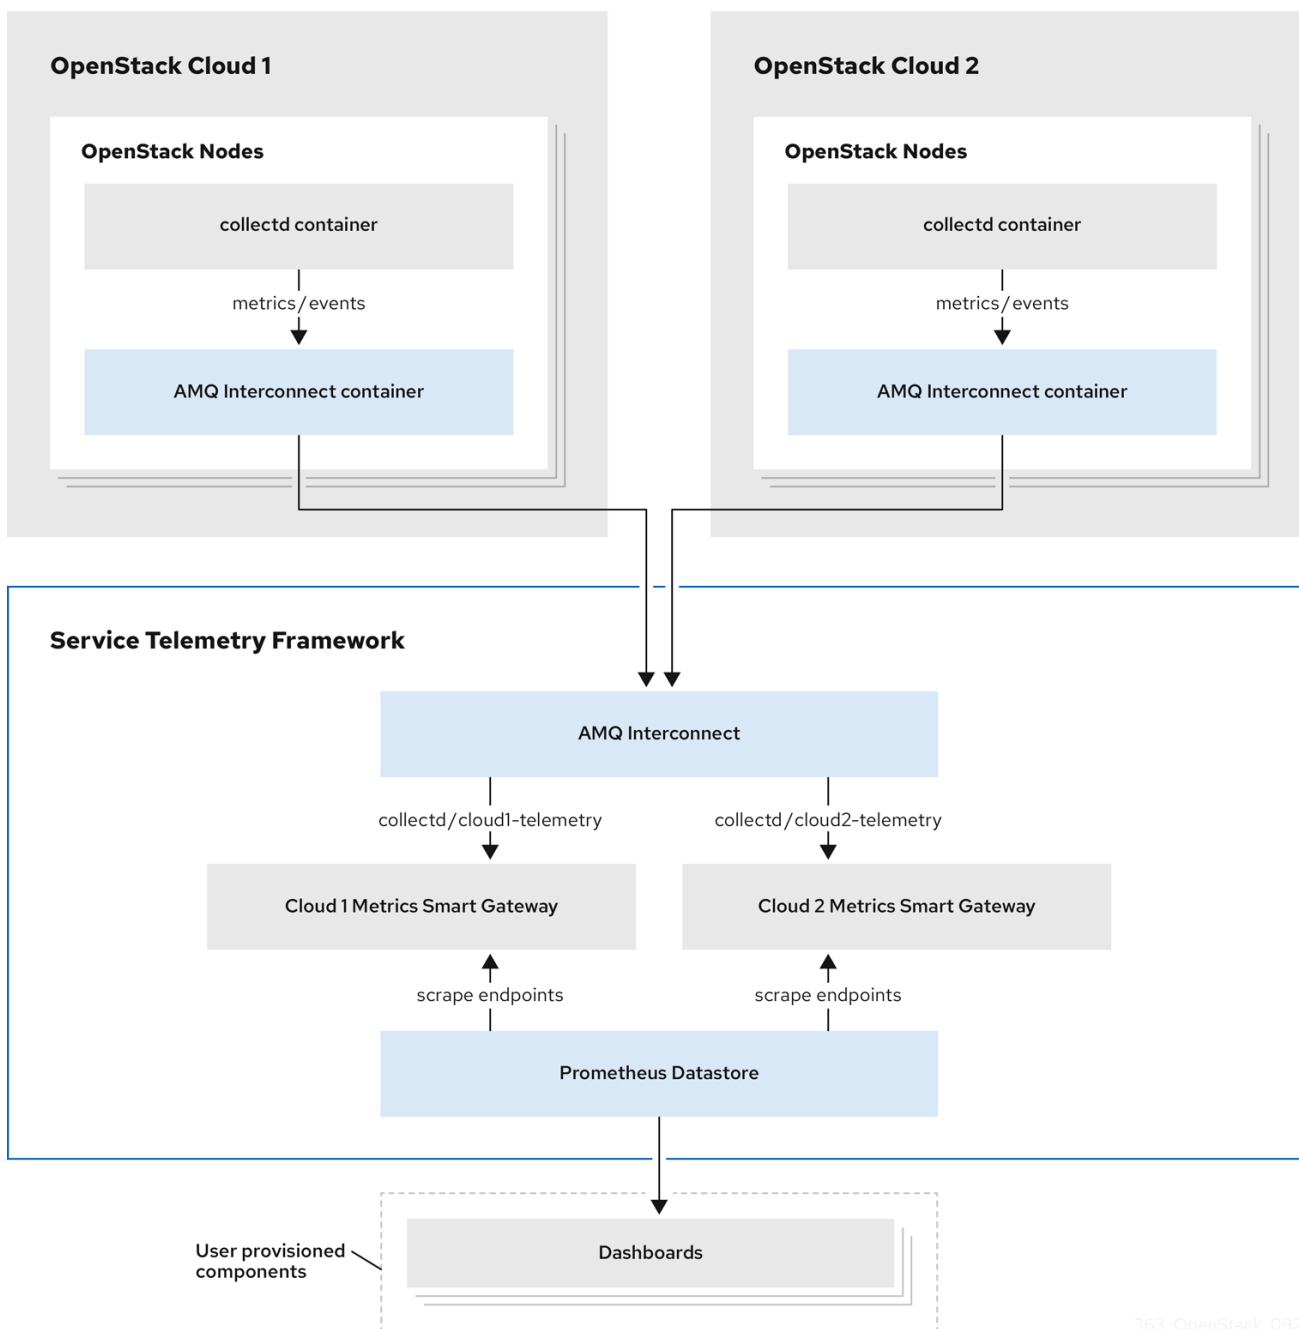 OpenStack Cloud 1
OpenStack Cloud 2
OpenStack Nodes
OpenStack Nodes
collectd container
collectd container
metrics/events
metrics/events
AMQ Interconnect container
AMQ Interconnect container
Service Telemetry Framework
AMQ Interconnect
collectd/cloud1-telemetry
collectd/cloud2-telemetry
Cloud 1 Metrics Smart Gateway
Cloud 2 Metrics Smart Gateway
scrape endpoints
scrape endpoints
Prometheus Datastore
User provisioned
components
Dashboards
363_OpenStack_092